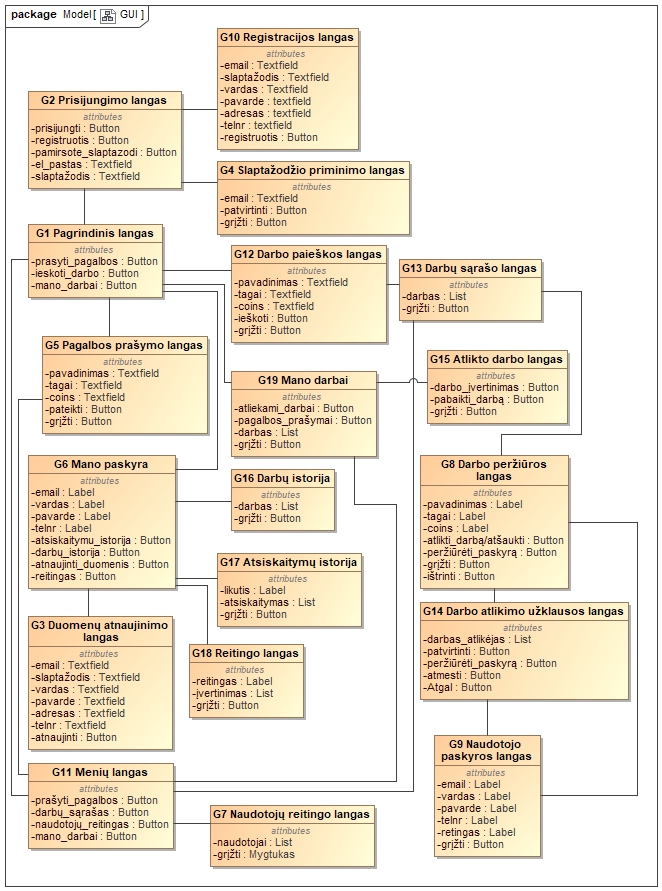 package Model [ GUI ]
G10 Registracijos langas
attributes
-email : Textfield
-slaptažodis : Textfield
-vardas : Textfield
-pavarde : textfield
-adresas : textfield
-telnr : textfield
-registruotis : Button
G2 Prisijungimo langas
attributes
-prisijungti : Button
-registruotis : Button
-pamirsote_slaptazodi : Button
-el_pastas : Textfield
-slaptažodis : Textfield
G4 Slaptažodžio priminimo langas
attributes
-email : Textfield
-patvirtinti : Button
-grįžti : Button
G1 Pagrindinis langas
attributes
-prasyti_pagalbos : Button
-ieskoti_darbo : Button
-mano_darbai : Button
G12 Darbo paieškos langas
attributes
-pavadinimas : Textfield
-tagai : Textfield
-coins : Textfield
-ieškoti : Button
-grįžti : Button
G13 Darbų sąrašo langas
attributes
-darbas : List
-grįžti : Button
G5 Pagalbos prašymo langas
attributes
-pavadinimas : Textfield
-tagai : Textfield
-coins : Textfield
-pateikti : Button
-grįžti : Button
G19 Mano darbai
attributes
-atliekami_darbai : Button
-pagalbos_prašymai : Button
-darbas : List
-grįžti : Button
G15 Atlikto darbo langas
attributes
-darbo_ivertinimas : Button
-pabaikti_darbą : Button
-grįžti : Button
G6 Mano paskyra
attributes
-email : Label
-vardas : Label
-pavarde : Label
-telnr : Label
-atsiskaitymu_istorija : Button
-darbų_istorija : Button
-atnaujinti_duomenis : Button
-reitingas : Button
G16 Darbų istorija
attributes
-darbas : List
-grįžti : Button
G8 Darbo peržiūros
langas
attributes
-pavadinimas : Label
-tagai : Label
-coins : Label
-atlikti_darbą/atšaukti : Button
-peržiūrėti_paskyrą : Button
-grįžti : Button
-ištrinti : Button
G17 Atsiskaitymų istorija
attributes
-likutis : Label
-atsiskaitymas : List
-grįžti : Button
G3 Duomenų atnaujinimo
langas
attributes
-email : Textfield
-slaptažodis : Textfield
-vardas : Textfield
-pavarde : Textfield
-adresas : Textfield
-telnr : Textfield
-atnaujinti : Button
G18 Reitingo langas
attributes
-reitingas : Label
-įvertinimas : List
-grįžti : Button
G14 Darbo atlikimo užklausos langas
attributes
-darbas_atlikėjas : List
-patvirtinti : Button
-peržiūrėti_paskyrą : Button
-atmesti : Button
-Atgal : Button
G9 Naudotojo
paskyros langas
attributes
-email : Label
-vardas : Label
-pavarde : Label
-telnr : Label
-retingas : Label
-grįžti : Button
G11 Menių langas
attributes
-prašyti_pagalbos : Button
-darbų_sąrašas : Button
-naudotojų_reitingas : Button
-mano_darbai : Button
G7 Naudotojų reitingo langas
attributes
-naudotojai : List
-grįžti : Mygtukas